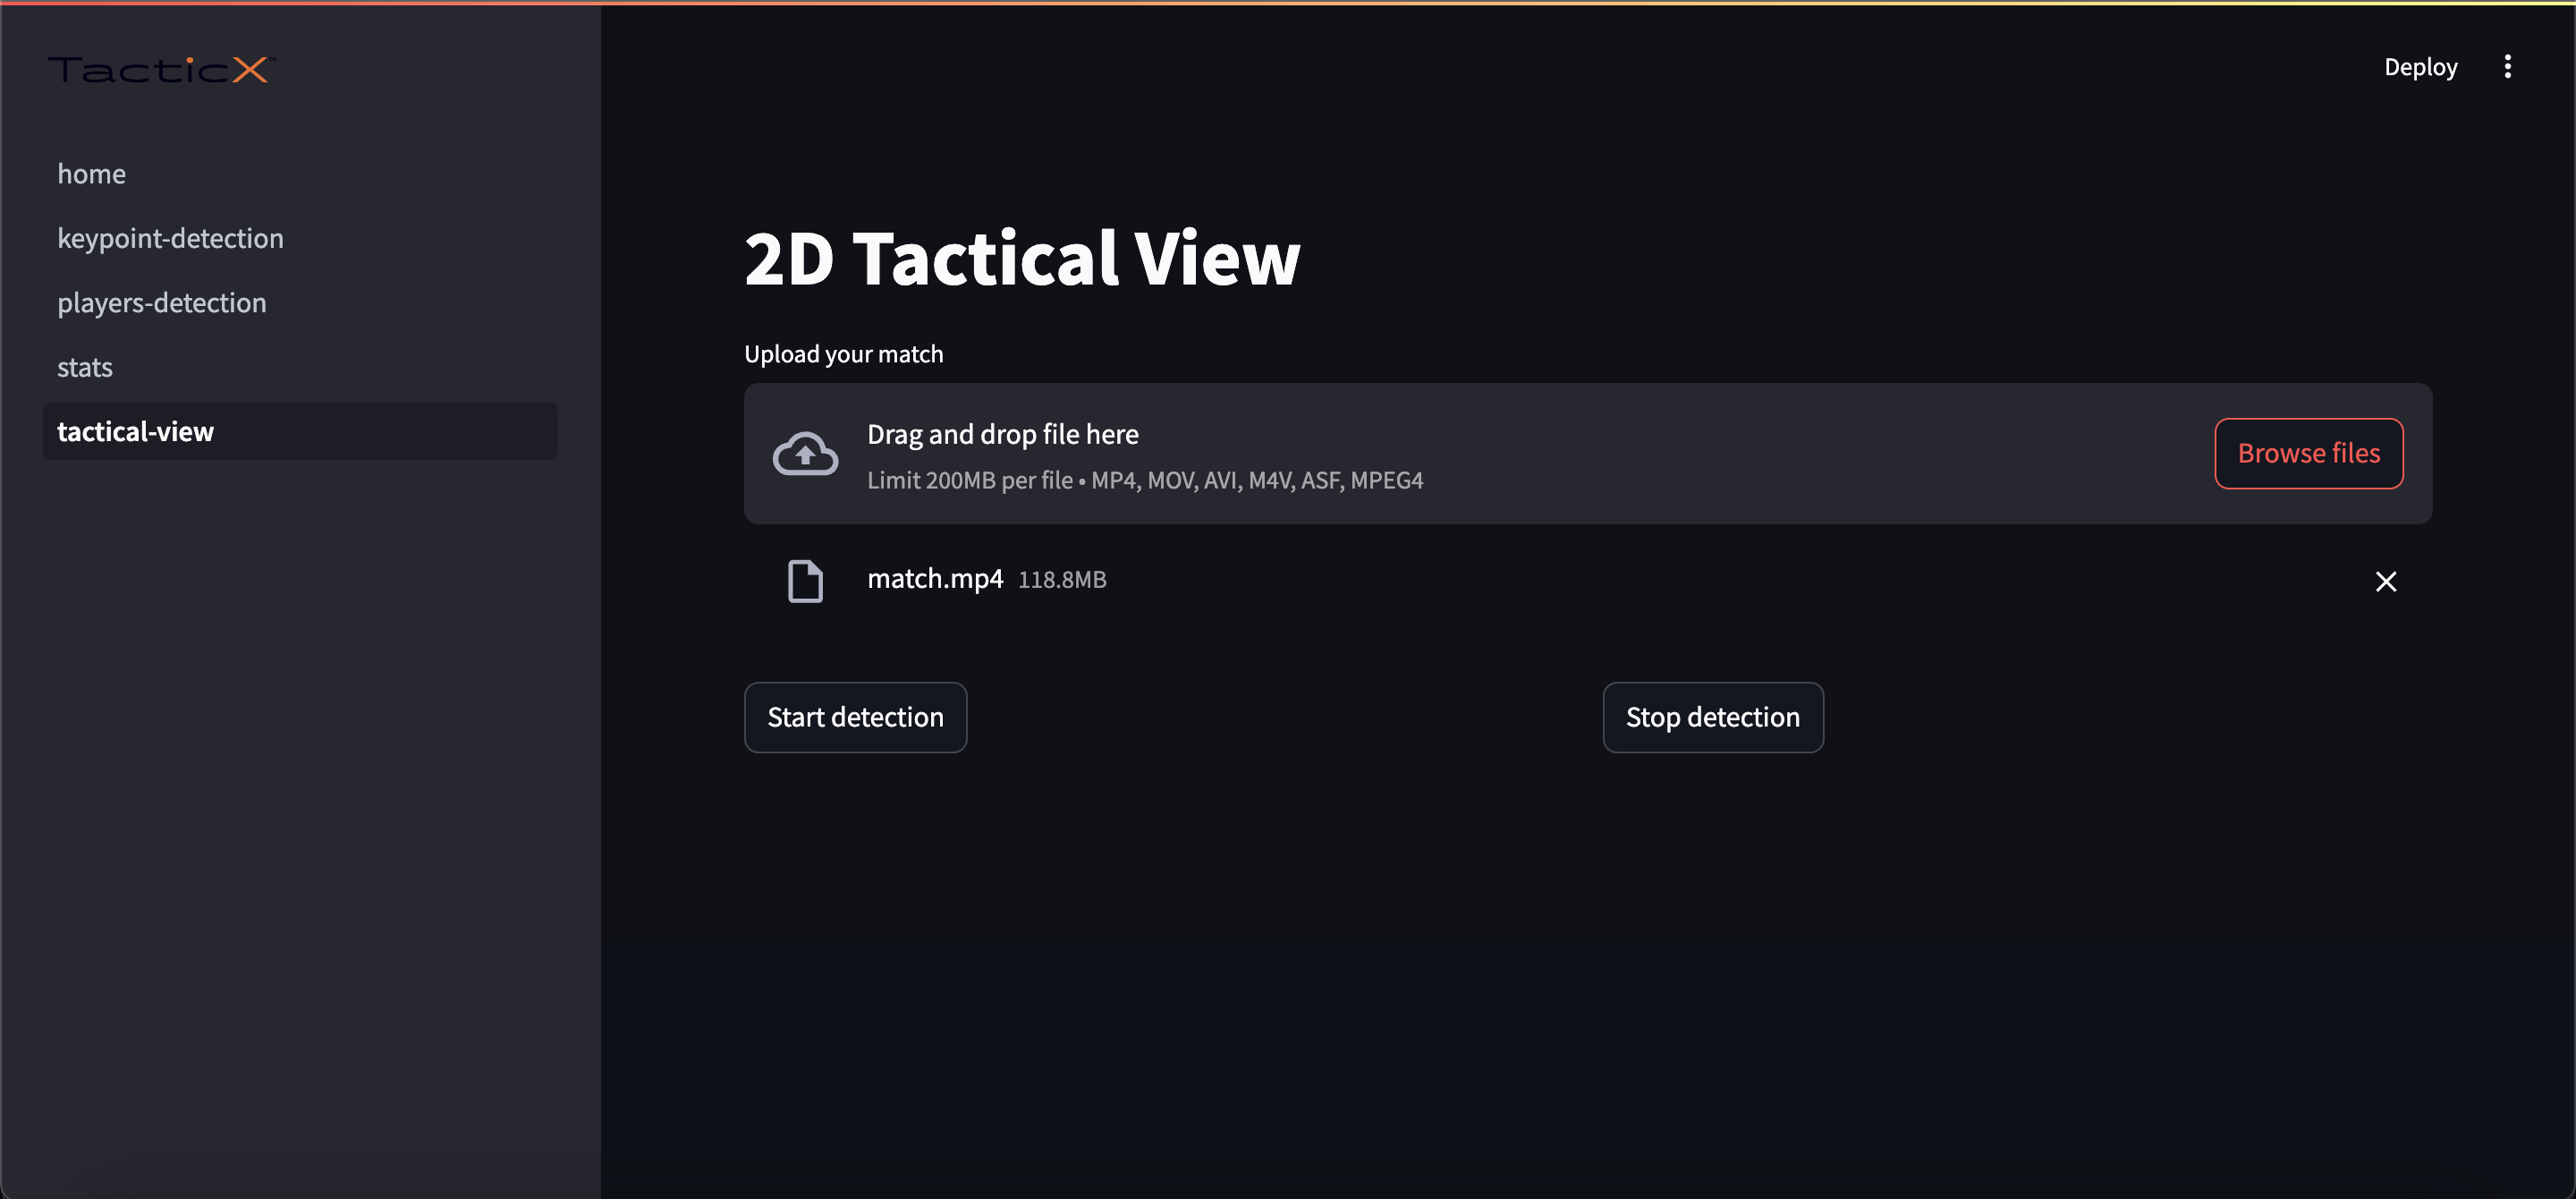 TacticX™
Deploy
home
keypoint-detection
players-detection
stats
tactical-view
2D Tactical View
Upload your match
Drag and drop file here
Limit 200MB per file • MP4, MOV, AVI, M4V, ASF, MPEG4
Browse files
match.mp4 118.8MB
Start detection
Stop detection